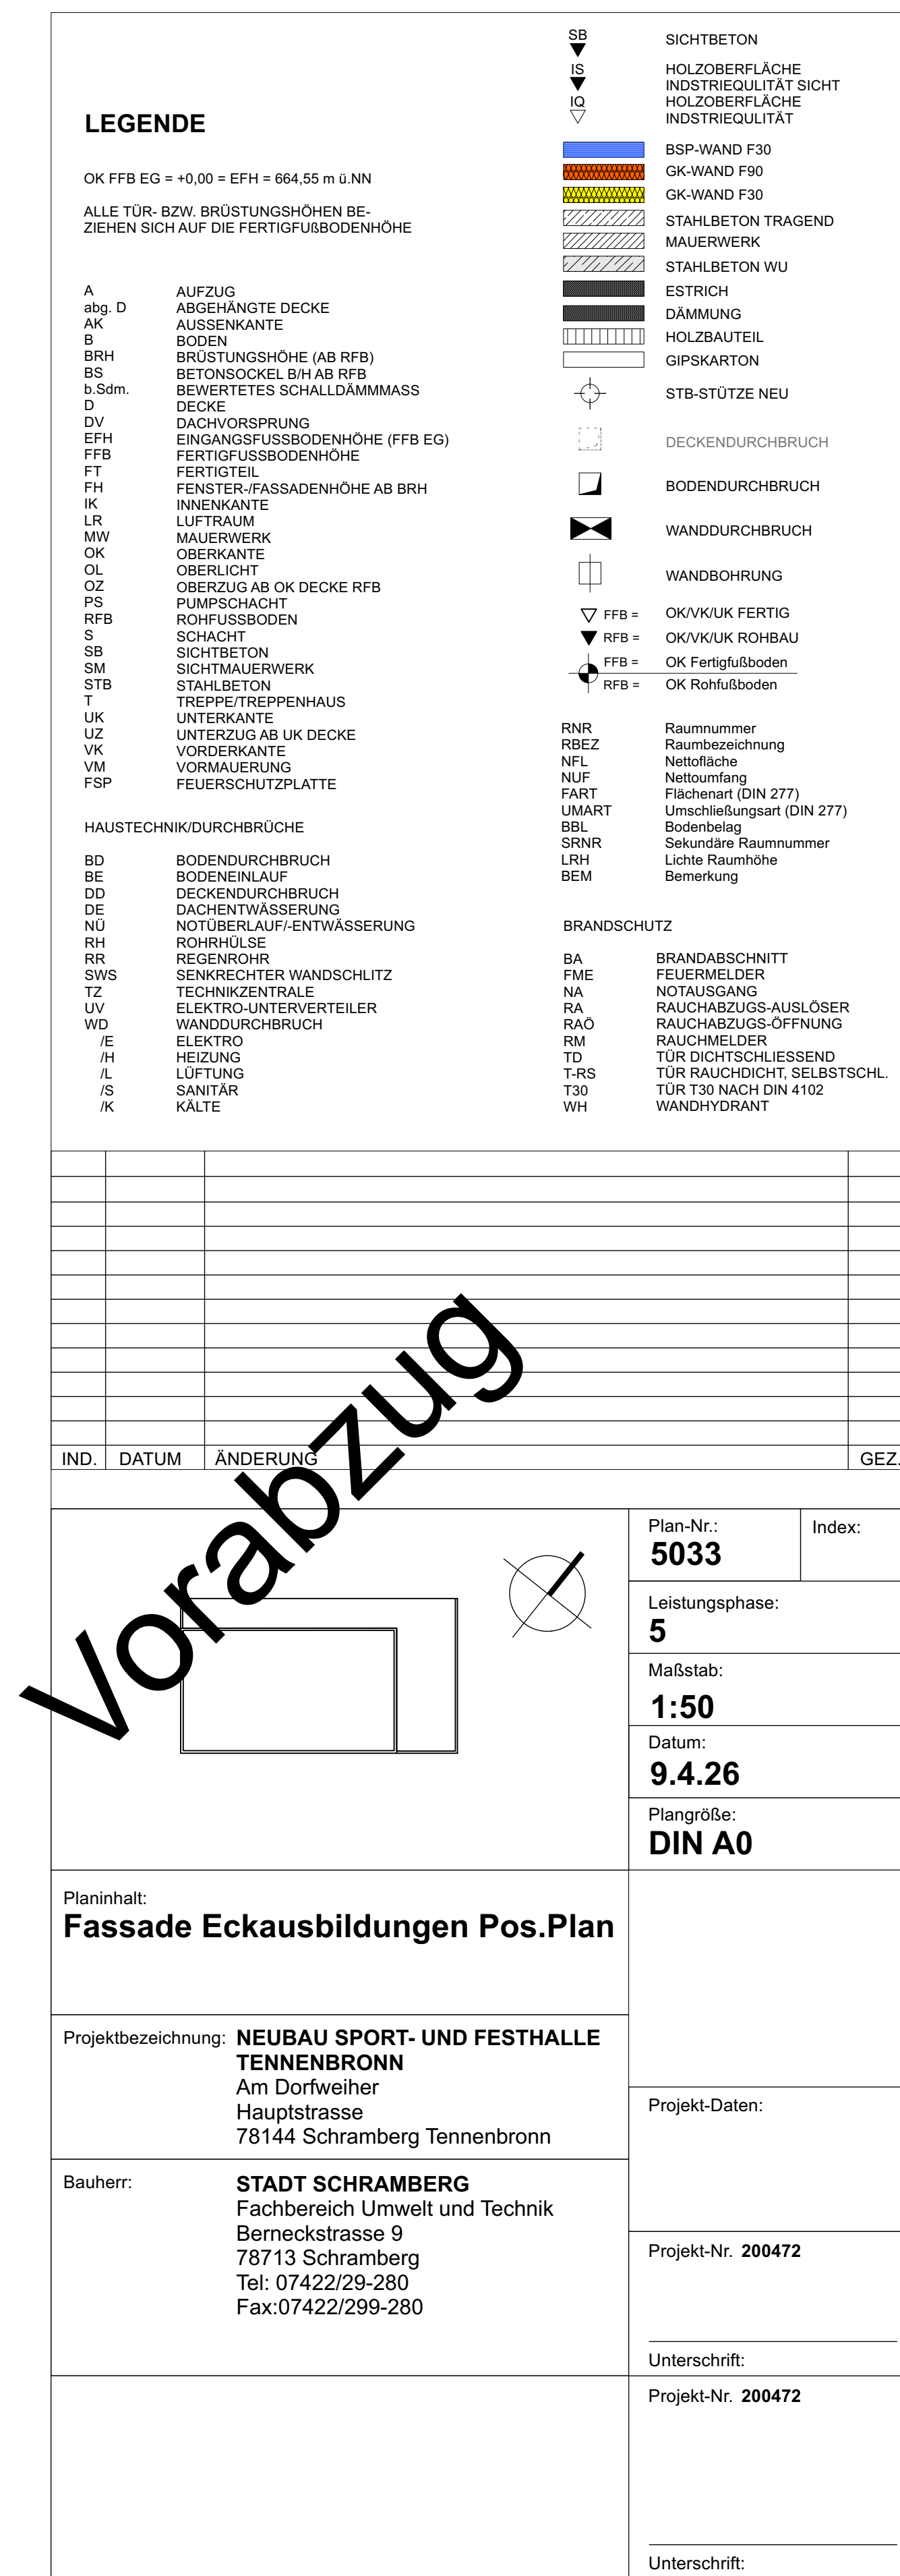 LEGENDE
OK FFB EG = +0,00 = EFH = 664,55 m ü.NN
ALLE TÜR- BZW. BRÜSTUNGSHÖHEN BE-
ZIEHEN SICH AUF DIE FERTIGFUßBODENHÖHE
A AUFZUG
abg. D ABGEHÄNGTE DECKE
AK AUSSENKANTE
B BODEN
BRH BRÜSTUNGSHÖHE (AB RFB)
BS BETONSOCKEL B/H AB RFB
b.Sdm. BEWERTETES SCHALLDÄMMMASS
D DECKE
DV DACHVORSPRUNG
EFH EINGANGSFUSSBODENHÖHE (FFB EG)
FFB FERTIGFUSSBODENHÖHE
FT FERTIGTEIL
FH FENSTER-/FASSADENHÖHE AB BRH
IK INNENKANTE
LR LUFTRAUM
MW MAUERWERK
OK OBERKANTE
OL OBERLICHT
OZ OBERZUG AB OK DECKE RFB
PS PUMPSCHACHT
RFB ROHFUSSBODEN
S SCHACHT
SB SICHTBETON
SM SICHTMAUERWERK
STB STAHLBETON
T TREPPE/TREPPENHAUS
UK UNTERKANTE
UZ UNTERZUG AB UK DECKE
VK VORDERKANTE
VM VORMAUERUNG
FSP FEUERSCHUTZPLATTE
HAUSTECHNIK/DURCHBRÜCHE
BD BODENDURCHBRUCH
BE BODENEINLAUF
DD DECKENDURCHBRUCH
DE DACHENTWÄSSERUNG
NÜ NOTÜBERLAUF/-ENTWÄSSERUNG
RH ROHRHÜLSE
RR REGENROHR
SWS SENKRECHTER WANDSCHLITZ
TZ TECHNIKZENTRALE
UV ELEKTRO-UNTERVERTEILER
WD WANDDURCHBRUCH
/E ELEKTRO
/H HEIZUNG
/L LÜFTUNG
/S SANITÄR
/K KÄLTE
SB SICHTBETON
IS HOLZOBERFLÄCHE
INDSTRIEQULITÄT SICHT
IQ HOLZOBERFLÄCHE
INDSTRIEQULITÄT
BSP-WAND F30
GK-WAND F90
GK-WAND F30
STAHLBETON TRAGEND
MAUERWERK
STAHLBETON WU
ESTRICH
DÄMMUNG
HOLZBAUTEIL
GIPSKARTON
STB-STÜTZE NEU
DECKENDURCHBRUCH
BODENDURCHBRUCH
WANDDURCHBRUCH
WANDBOHRUNG
FFB = OK/VK/UK FERTIG
RFB = OK/VK/UK ROHBAU
FFB = OK Fertigfußboden
RFB = OK Rohfußboden
RNR Raumnummer
RBEZ Raumbezeichnung
NFL Nettofläche
NUF Nettoumfang
FART Flächenart (DIN 277)
UMART Umschließungsart (DIN 277)
BBL Bodenbelag
SRNR Sekundäre Raumnummer
LRH Lichte Raumhöhe
BEM Bemerkung
BRANDSCHUTZ
BA BRANDABSCHNITT
FME FEUERMELDER
NA NOTAUSGANG
RA RAUCHABZUGS-AUSLÖSER
RAÖ RAUCHABZUGS-ÖFFNUNG
RM RAUCHMELDER
TD TÜR DICHTSCHLIESSEND
T-RS TÜR RAUCHDICHT, SELBSTSCHL.
T30 TÜR T30 NACH DIN 4102
WH WANDHYDRANT
IND. DATUM ÄNDERUNG GEZ.
Vorabzug
Plan-Nr.: Index:
5033
Leistungsphase:
5
Maßstab:
1:50
Datum:
9.4.26
Plangröße:
DIN A0
Planinhalt:
Fassade Eckausbildungen Pos.Plan
Projektbezeichnung: NEUBAU SPORT- UND FESTHALLE
TENNENBRONN
Am Dorfweiher
Hauptstrasse
78144 Schramberg Tennenbronn
Projekt-Daten:
Bauherr: STADT SCHRAMBERG
Fachbereich Umwelt und Technik
Berneckstrasse 9
78713 Schramberg
Tel: 07422/29-280
Fax:07422/299-280
Projekt-Nr. 200472
Unterschrift:
Projekt-Nr. 200472
Unterschrift: